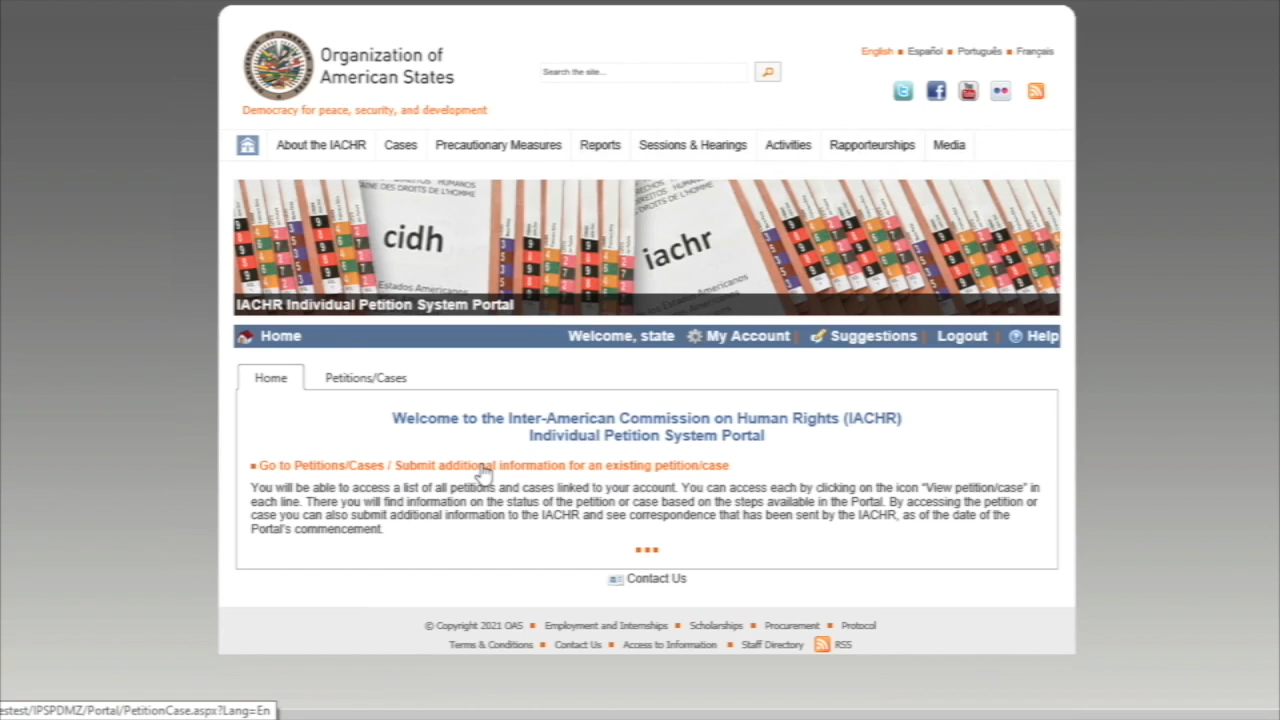 Organization of
American States
Democracy for peace, security, and development
Search the site...
English ▪ Español ▪ Português ▪ Français
About the IACHR Cases Precautionary Measures Reports Sessions & Hearings Activities Rapporteurships Media
cidh
iachr
Estados Americanos
IACHR Individual Petition System Portal
Home Welcome, state My Account | Suggestions | Logout | Help
Home Petitions/Cases
Welcome to the Inter-American Commission on Human Rights (IACHR)
Individual Petition System Portal
▪ Go to Petitions/Cases / Submit additional information for an existing petition/case
You will be able to access a list of all petitions and cases linked to your account. You can access each by clicking on the icon "View petition/case" in
each line. There you will find information on the status of the petition or case based on the steps available in the Portal. By accessing the petition or
case you can also submit additional information to the IACHR and see correspondence that has been sent by the IACHR, as of the date of the
Portal's commencement.
Contact Us
© Copyright 2021 OAS ▪ Employment and Internships ▪ Scholarships ▪ Procurement ▪ Protocol
Terms & Conditions ▪ Contact Us ▪ Access to Information ▪ Staff Directory RSS
estest/IPSPDMZ/Portal/PetitionCase.aspx?Lang=En